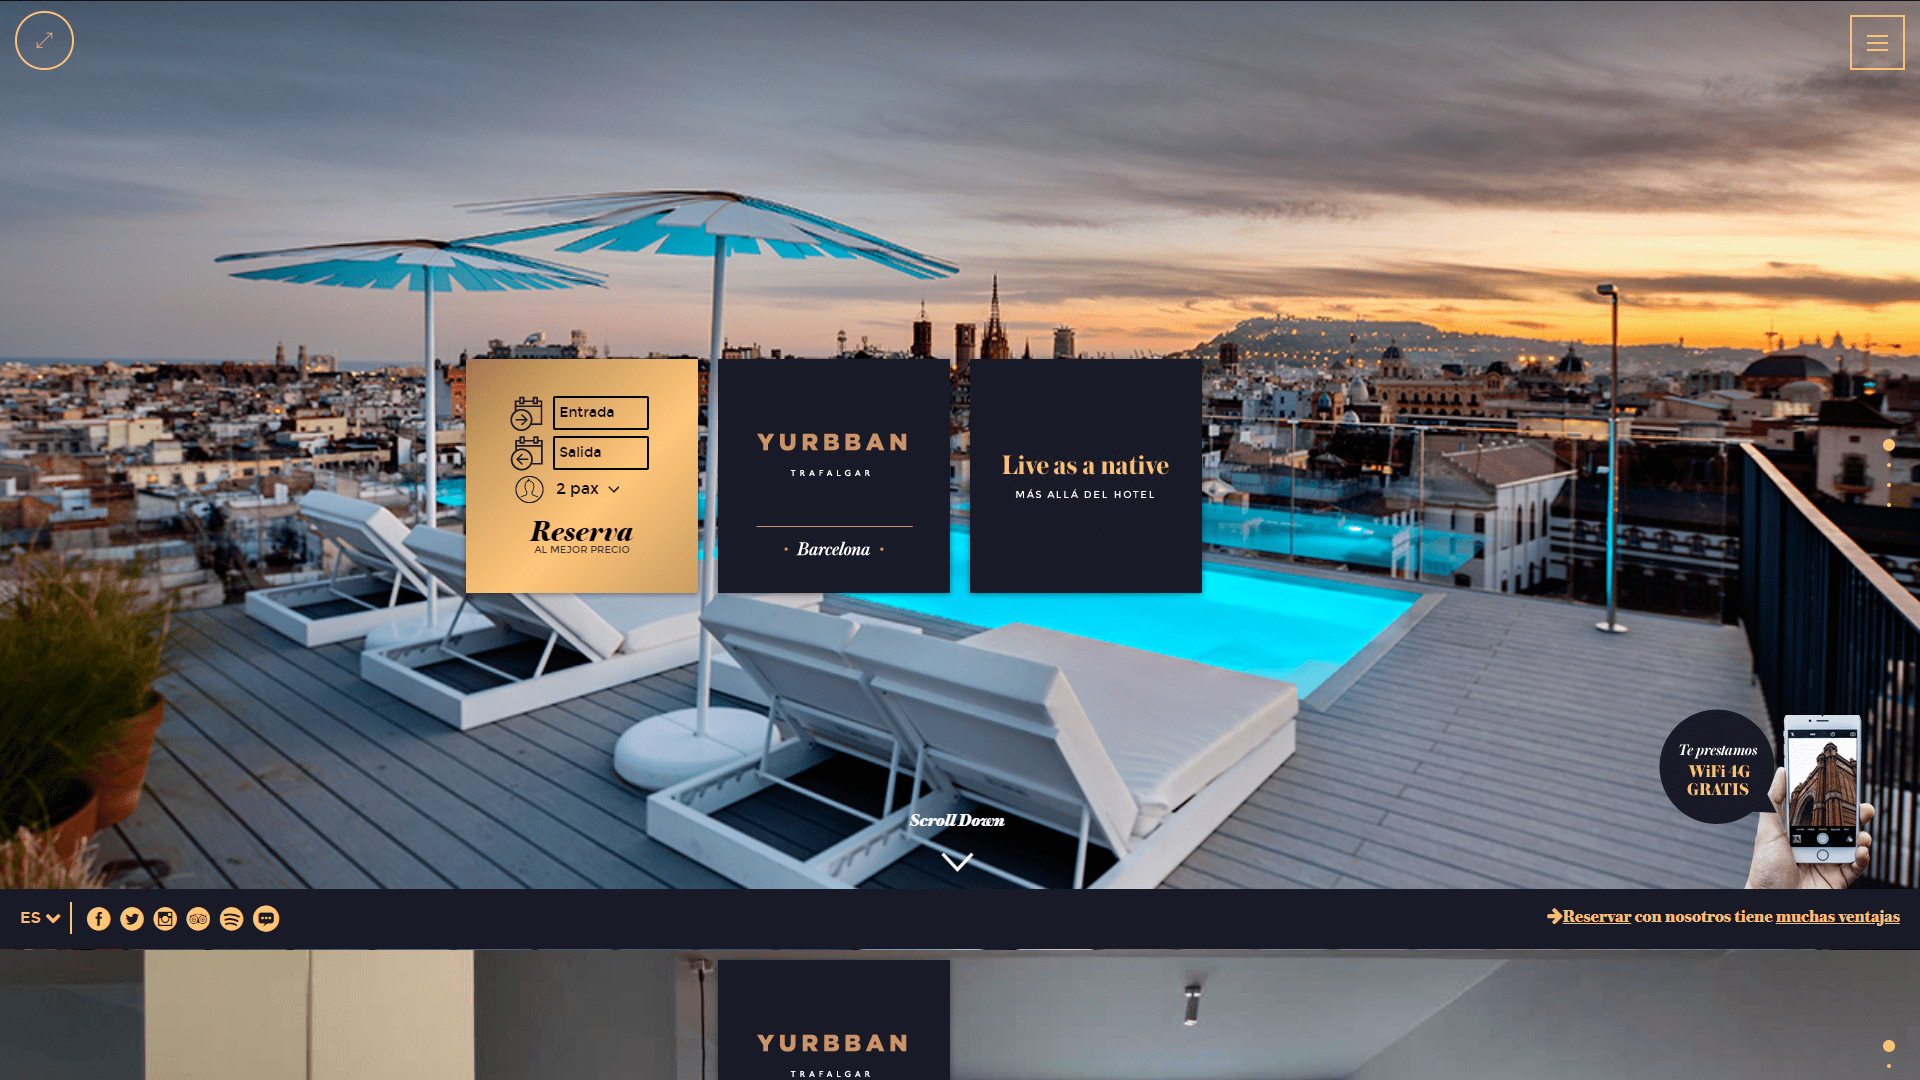 Entrada
Salida
2 pax
Reserva
AL MEJOR PRECIO
YURBBAN
TRAFALGAR
Barcelona
Live as a native
MÁS ALLÁ DEL HOTEL
Te prestamos
WiFi 4G
GRATIS
Scroll Down
ES
Reservar con nosotros tiene muchas ventajas
YURBBAN
TRAFALGAR